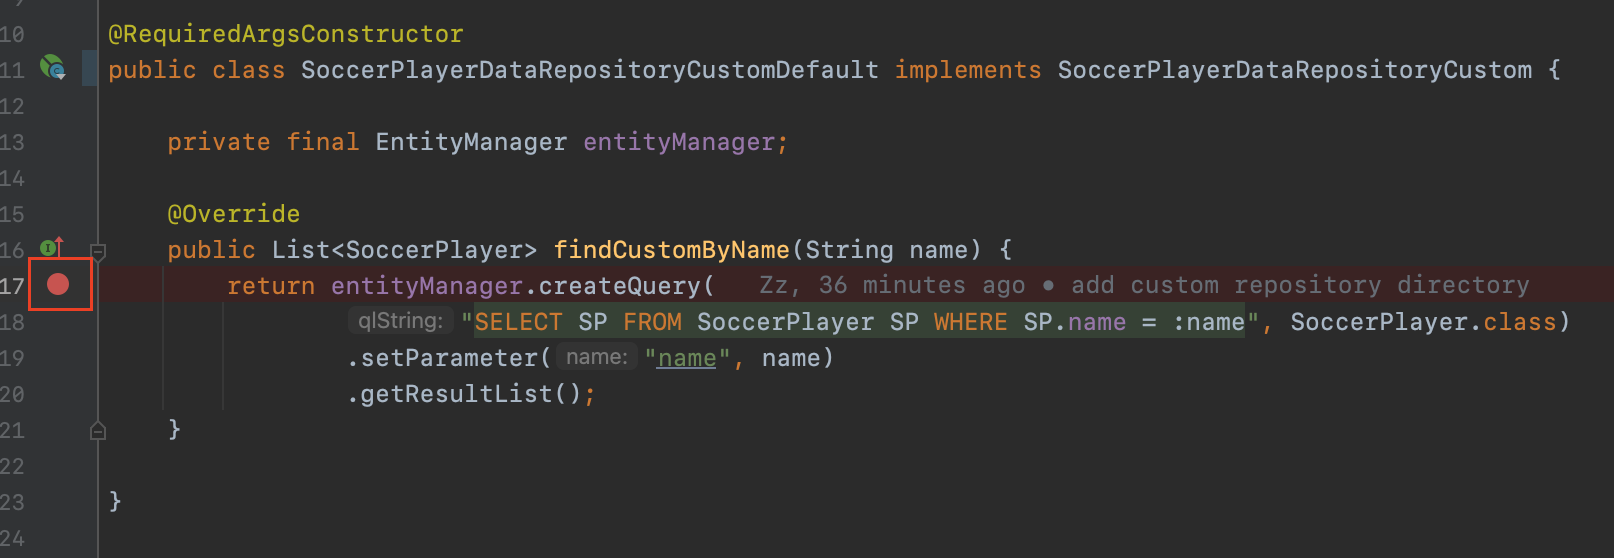 9
10 @RequiredArgsConstructor
11 public class SoccerPlayerDataRepositoryCustomDefault implements SoccerPlayerDataRepositoryCustom {
12
13 private final EntityManager entityManager;
14
15 @Override
16 public List<SoccerPlayer> findCustomByName(String name) {
17 return entityManager.createQuery( Zz, 36 minutes ago • add custom repository directory
18 qlString: "SELECT SP FROM SoccerPlayer SP WHERE SP.name = :name", SoccerPlayer.class)
19 .setParameter( name: "name", name)
20 .getResultList();
21 }
22
23 }
24